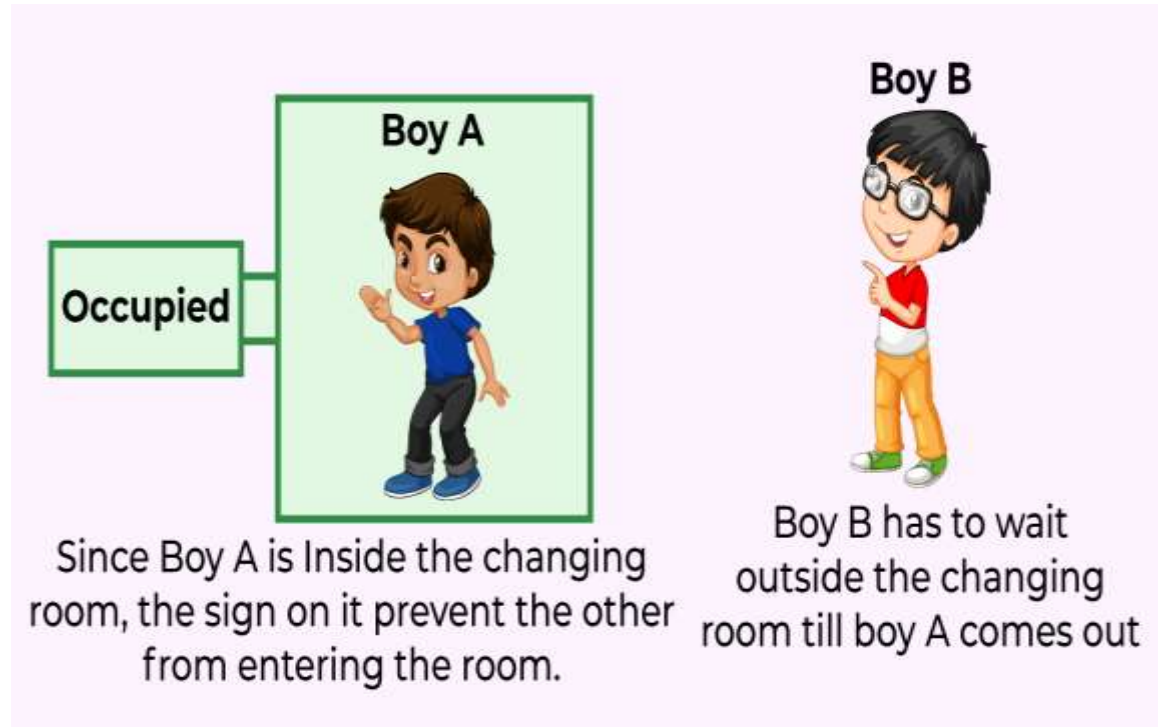 Boy B
Boy A
Occupied
Since Boy A is Inside the changing
room, the sign on it prevent the other
from entering the room.
Boy B has to wait
outside the changing
room till boy A comes out